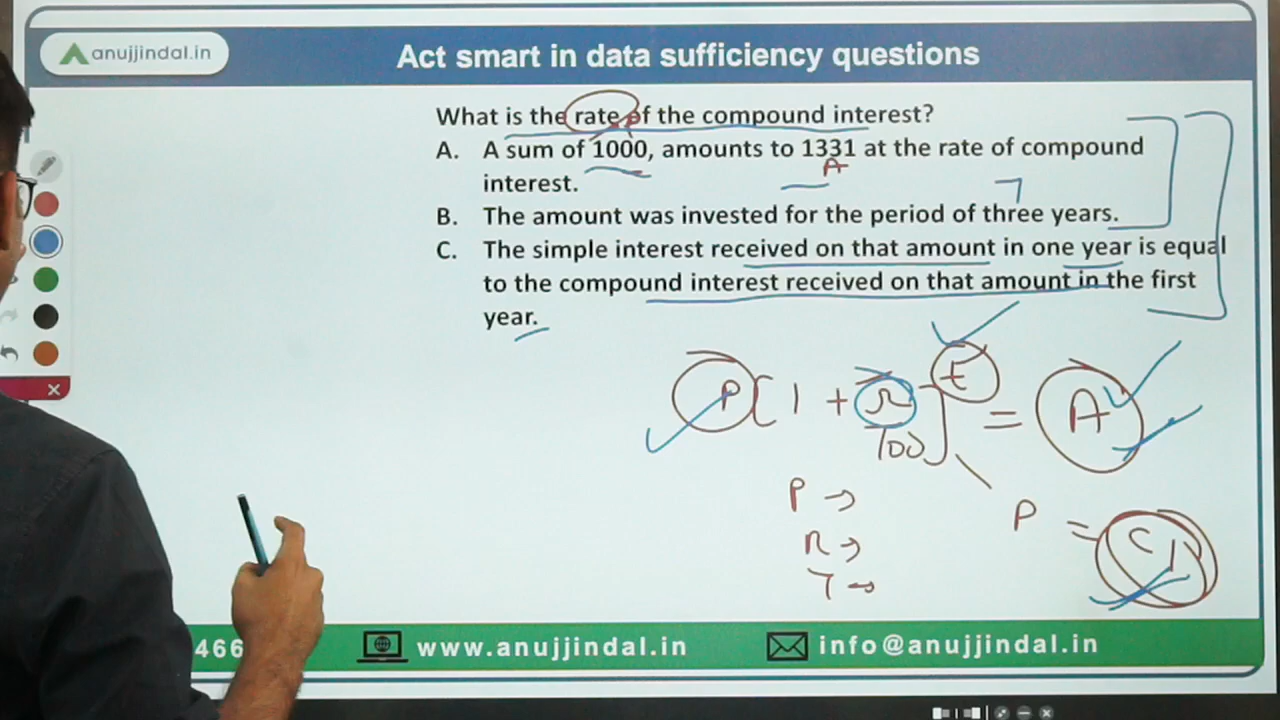 anujjindal.in
Act smart in data sufficiency questions
What is the rate of the compound interest?
A. A sum of 1000, amounts to 1331 at the rate of compound
interest.
B. The amount was invested for the period of three years.
C. The simple interest received on that amount in one year is equal
to the compound interest received on that amount in the first
year.
P
A
T
P[1 + r/100]^t = A
P →
R →
T →
P = CI
466
www.anujjindal.in
info@anujjindal.in